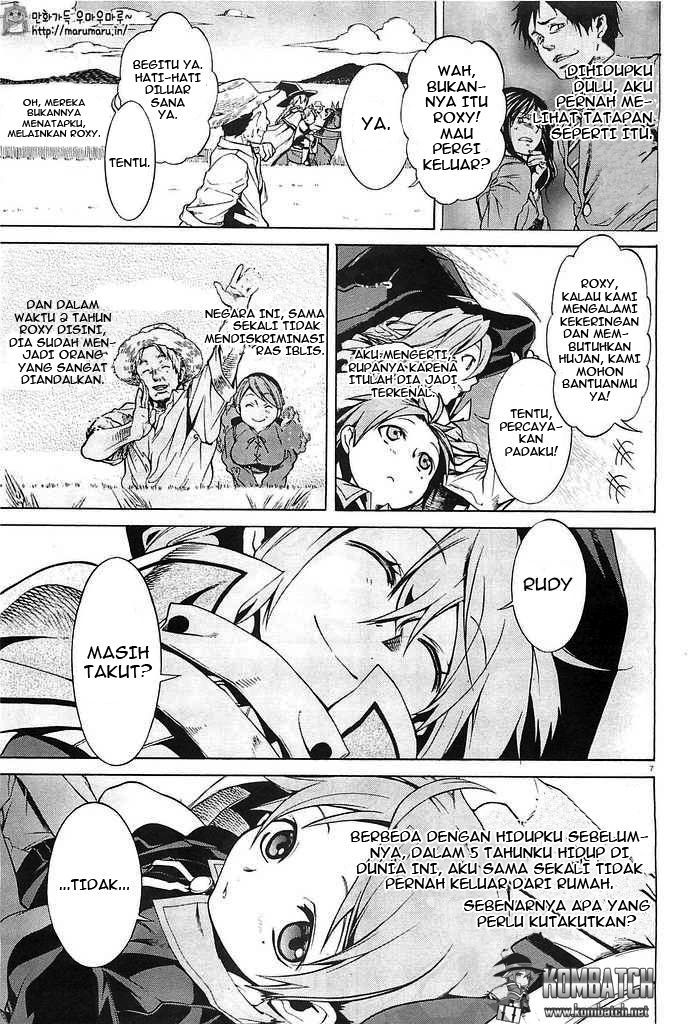 만화가득 우마우마루~
(http://marumaru.in/)
DIHIDUPKU
DULU, AKU
PERNAH ME-
LIHAT TATAPAN
SEPERTI ITU.
WAH,
BUKAN-
NYA ITU
ROXY!
MAU
PERGI
KELUAR?
YA.
BEGITU YA.
HATI-HATI
DILUAR
SANA
YA.
TENTU.
OH, MEREKA
BUKANNYA
MENATAPKU,
MELAINKAN ROXY.
ROXY,
KALAU KAMI
MENGALAMI
KEKERINGAN
DAN MEM-
BUTUHKAN
HUJAN, KAMI
MOHON
BANTUANMU
YA!
TENTU,
PERCAYA-
KAN
PADAKU!
AKU MENGERTI,
RUPANYA KARENA
ITULAH DIA JADI
TERKENAL.
NEGARA INI, SAMA
SEKALI TIDAK
MENDISKRIMINASI
RAS IBLIS.
DAN DALAM
WAKTU 2 TAHUN
ROXY DISINI,
DIA SUDAH MEN-
JADI ORANG
YANG SANGAT
DIANDALKAN.
RUDY
MASIH
TAKUT?
7
BERBEDA DENGAN HIDUPKU SEBELUM-
NYA, DALAM 5 TAHUNKU HIDUP DI
DUNIA INI, AKU SAMA SEKALI TIDAK
PERNAH KELUAR DARI RUMAH.
SEBENARNYA APA YANG
PERLU KUTAKUTKAN?
...TIDAK...
KOMBATCH
www.kombatch.net